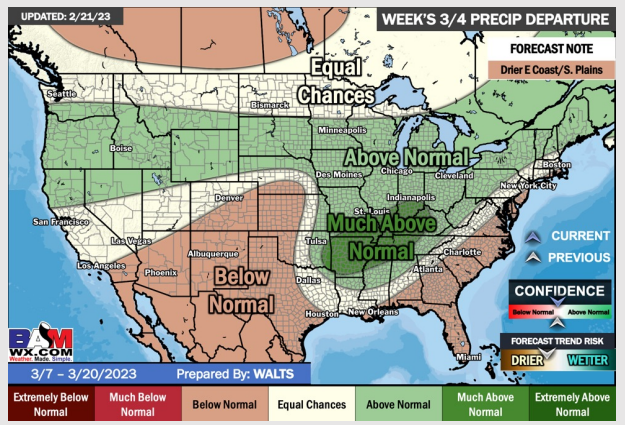 UPDATED: 2/21/23
WEEK'S 3/4 PRECIP DEPARTURE
FORECAST NOTE
Drier E Coast/S. Plains
Equal
Chances
Seattle
Bismarck
Minneapolis
Boise
Above Normal
Boston
Des Moines
Chicago
Cleveland
New York City
Denver
Indianapolis
St. Louis
San Francisco
Much Above
Normal
Las Vegas
Tulsa
Charlotte
Albuquerque
Los Angeles
Phoenix
Atlanta
Below
Normal
Dallas
Houston
New Orleans
Miami
CURRENT
PREVIOUS
CONFIDENCE
Below Normal
Above Normal
FORECAST TREND RISK
DRIER
WETTER
BAM
WX.COM
Weather. Made. Simple.
3/7 – 3/20/2023
Prepared By: WALTS
Extremely Below
Normal
Much Below
Normal
Below Normal
Equal Chances
Above Normal
Much Above
Normal
Extremely Above
Normal